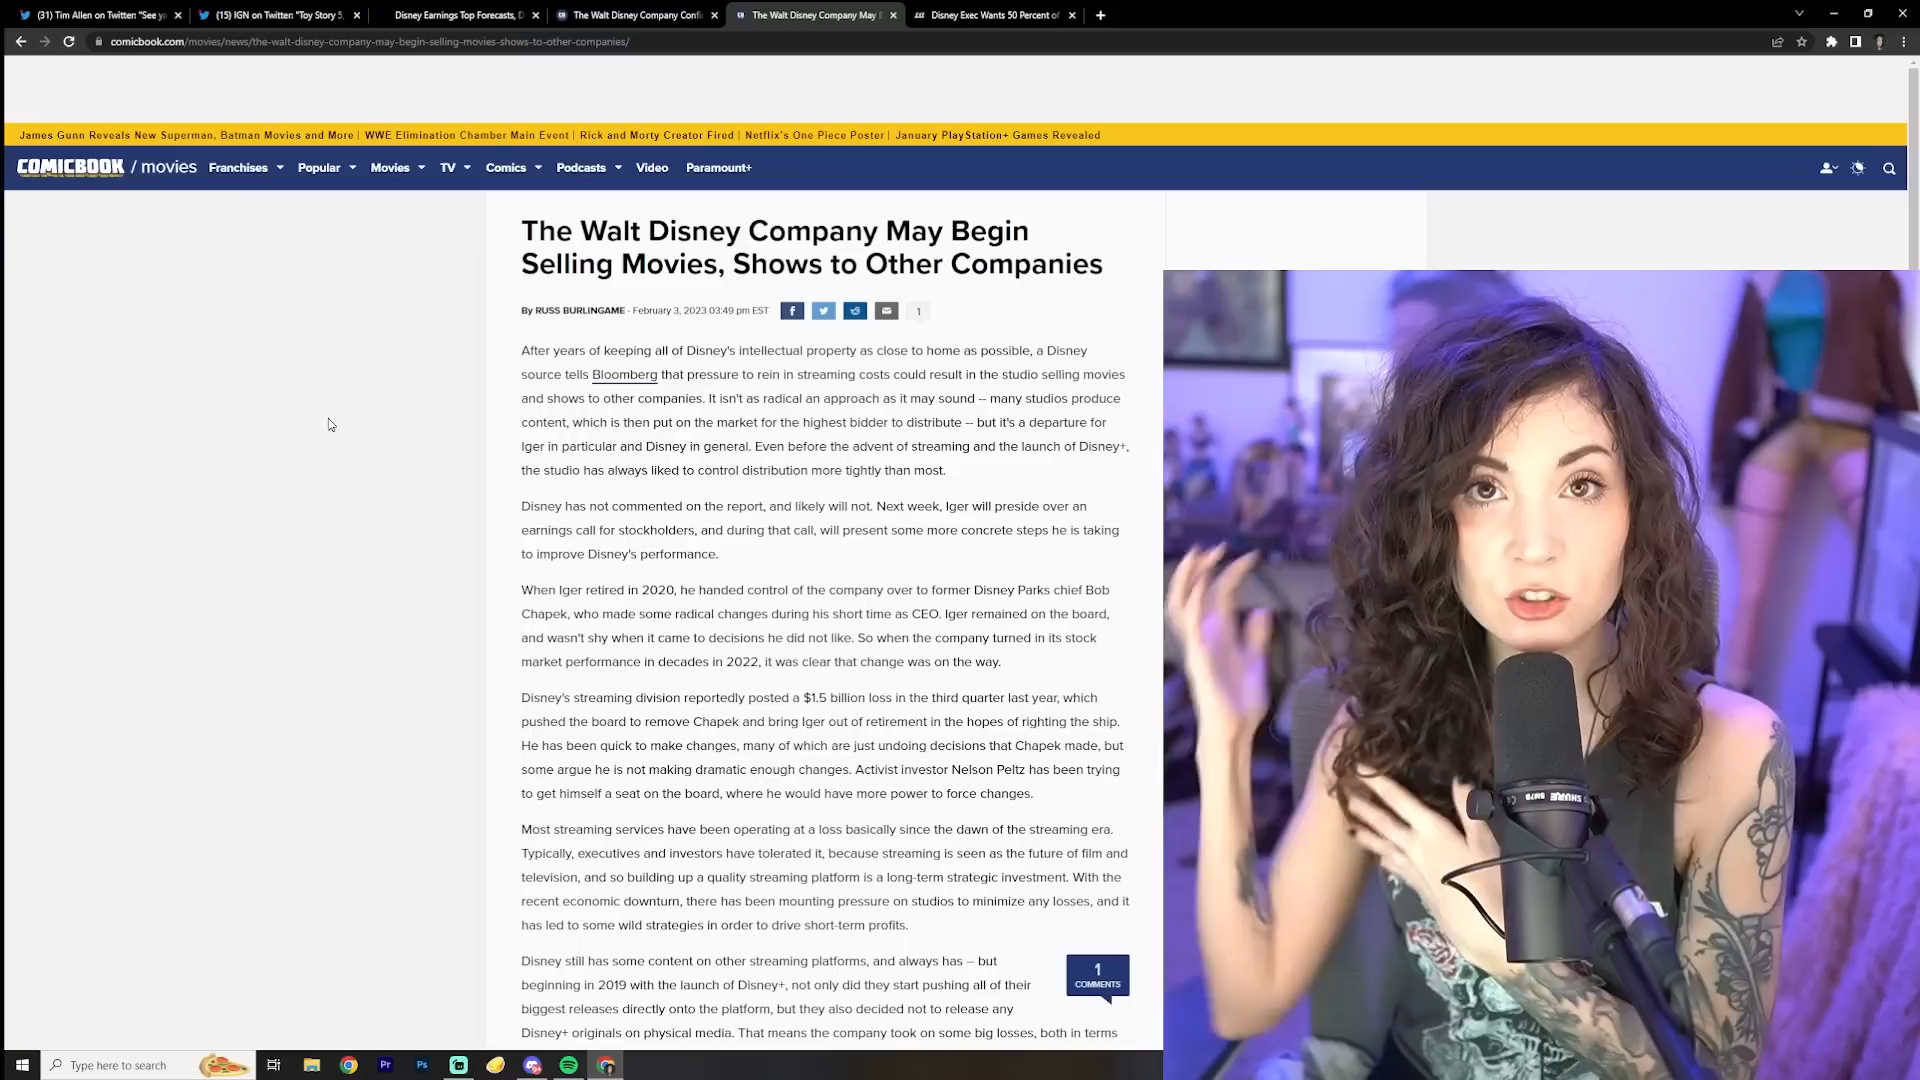 (31) Tim Allen on Twitter: "See ya
(15) IGN on Twitter: "Toy Story 5,
Disney Earnings Top Forecasts, D
The Walt Disney Company Confi
The Walt Disney Company May B
Disney Exec Wants 50 Percent of
comicbook.com/movies/news/the-walt-disney-company-may-begin-selling-movies-shows-to-other-companies/
James Gunn Reveals New Superman, Batman Movies and More | WWE Elimination Chamber Main Event | Rick and Morty Creator Fired | Netflix's One Piece Poster | January PlayStation+ Games Revealed
COMICBOOK / movies Franchises Popular Movies TV Comics Podcasts Video Paramount+
The Walt Disney Company May Begin
Selling Movies, Shows to Other Companies
By RUSS BURLINGAME - February 3, 2023 03:49 pm EST
1
After years of keeping all of Disney's intellectual property as close to home as possible, a Disney
source tells Bloomberg that pressure to rein in streaming costs could result in the studio selling movies
and shows to other companies. It isn't as radical an approach as it may sound -- many studios produce
content, which is then put on the market for the highest bidder to distribute -- but it's a departure for
Iger in particular and Disney in general. Even before the advent of streaming and the launch of Disney+,
the studio has always liked to control distribution more tightly than most.
Disney has not commented on the report, and likely will not. Next week, Iger will preside over an
earnings call for stockholders, and during that call, will present some more concrete steps he is taking
to improve Disney's performance.
When Iger retired in 2020, he handed control of the company over to former Disney Parks chief Bob
Chapek, who made some radical changes during his short time as CEO. Iger remained on the board,
and wasn't shy when it came to decisions he did not like. So when the company turned in its stock
market performance in decades in 2022, it was clear that change was on the way.
Disney's streaming division reportedly posted a $1.5 billion loss in the third quarter last year, which
pushed the board to remove Chapek and bring Iger out of retirement in the hopes of righting the ship.
He has been quick to make changes, many of which are just undoing decisions that Chapek made, but
some argue he is not making dramatic enough changes. Activist investor Nelson Peltz has been trying
to get himself a seat on the board, where he would have more power to force changes.
Most streaming services have been operating at a loss basically since the dawn of the streaming era.
Typically, executives and investors have tolerated it, because streaming is seen as the future of film and
television, and so building up a quality streaming platform is a long-term strategic investment. With the
recent economic downturn, there has been mounting pressure on studios to minimize any losses, and it
has led to some wild strategies in order to drive short-term profits.
Disney still has some content on other streaming platforms, and always has -- but
beginning in 2019 with the launch of Disney+, not only did they start pushing all of their
biggest releases directly onto the platform, but they also decided not to release any
Disney+ originals on physical media. That means the company took on some big losses, both in terms
1
COMMENTS
SHURE
SM7B
Type here to search
Pr
Ps